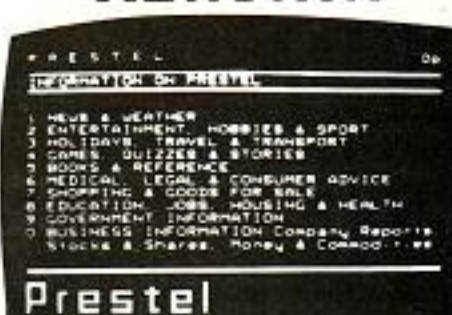 PRESTEL 0p
INFORMATION ON PRESTEL
1 NEWS & WEATHER
2 ENTERTAINMENT, HOBBIES & SPORT
3 HOLIDAYS, TRAVEL & TRANSPORT
4 GAMES, QUIZZES & STORIES
5 BOOKS & REFERENCE
6 MEDICAL, LEGAL & CONSUMER ADVICE
7 SHOPPING & GOODS FOR SALE
8 EDUCATION, JOBS, HOUSING & HEALTH
9 GOVERNMENT INFORMATION
0 BUSINESS INFORMATION Company Reports
Stocks & Shares, Money & Commodities
Prestel